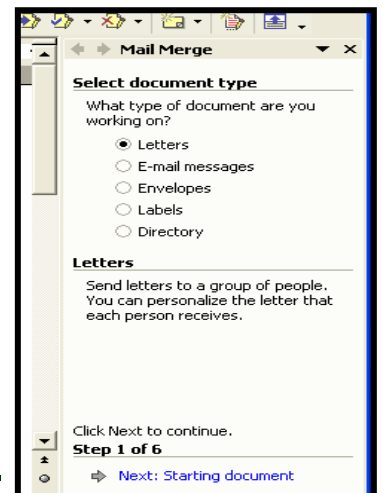 Mail Merge
Select document type
What type of document are you
working on?
Letters
E-mail messages
Envelopes
Labels
Directory
Letters
Send letters to a group of people.
You can personalize the letter that
each person receives.
Click Next to continue.
Step 1 of 6
Next: Starting document